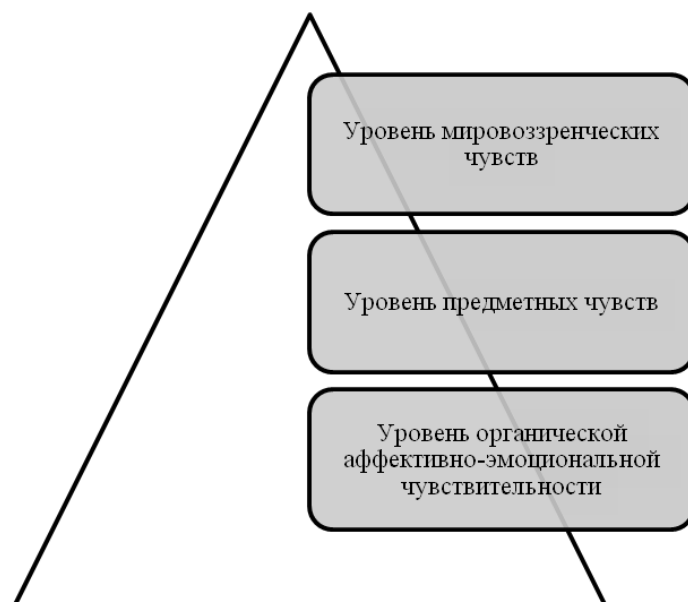 Уровень мировоззренческих
чувств
Уровень предметных чувств
Уровень органической
аффективно-эмоциональной
чувствительности